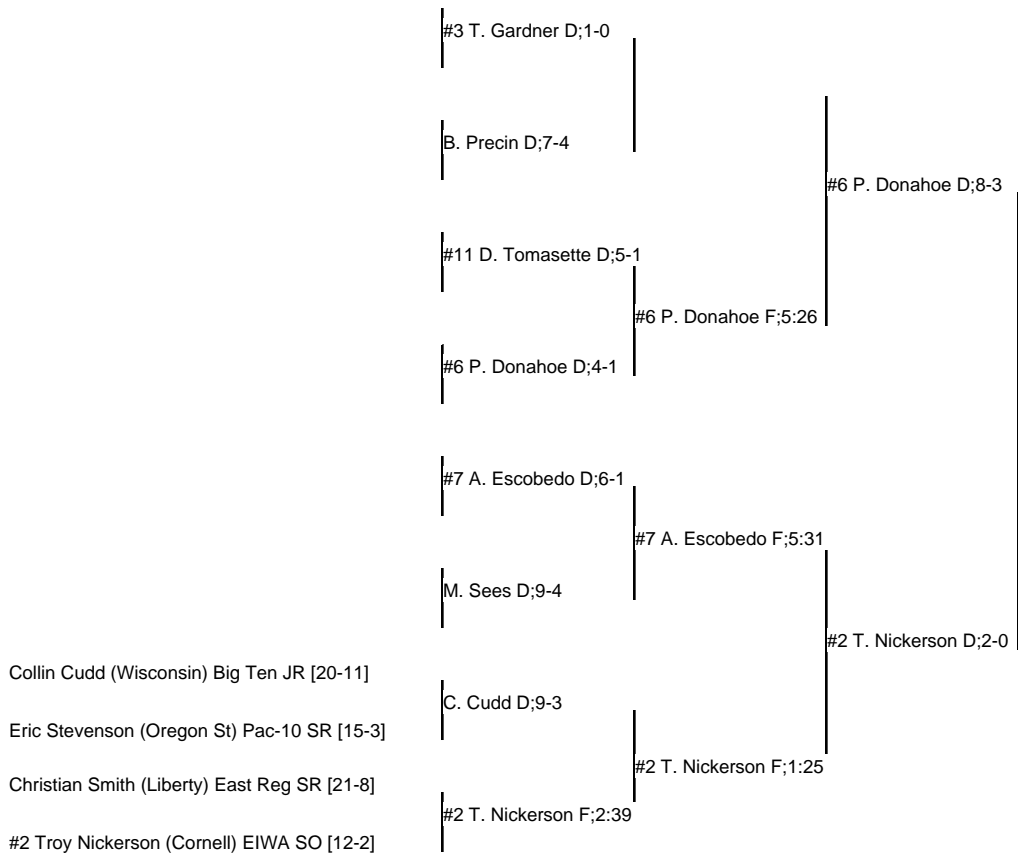 #3 T. Gardner D;1-0
B. Precin D;7-4
#6 P. Donahoe D;8-3
#11 D. Tomasette D;5-1
#6 P. Donahoe F;5:26
#6 P. Donahoe D;4-1
#7 A. Escobedo D;6-1
#7 A. Escobedo F;5:31
M. Sees D;9-4
#2 T. Nickerson D;2-0
Collin Cudd (Wisconsin) Big Ten JR [20-11]
C. Cudd D;9-3
Eric Stevenson (Oregon St) Pac-10 SR [15-3]
#2 T. Nickerson F;1:25
Christian Smith (Liberty) East Reg SR [21-8]
#2 T. Nickerson F;2:39
#2 Troy Nickerson (Cornell) EIWA SO [12-2]